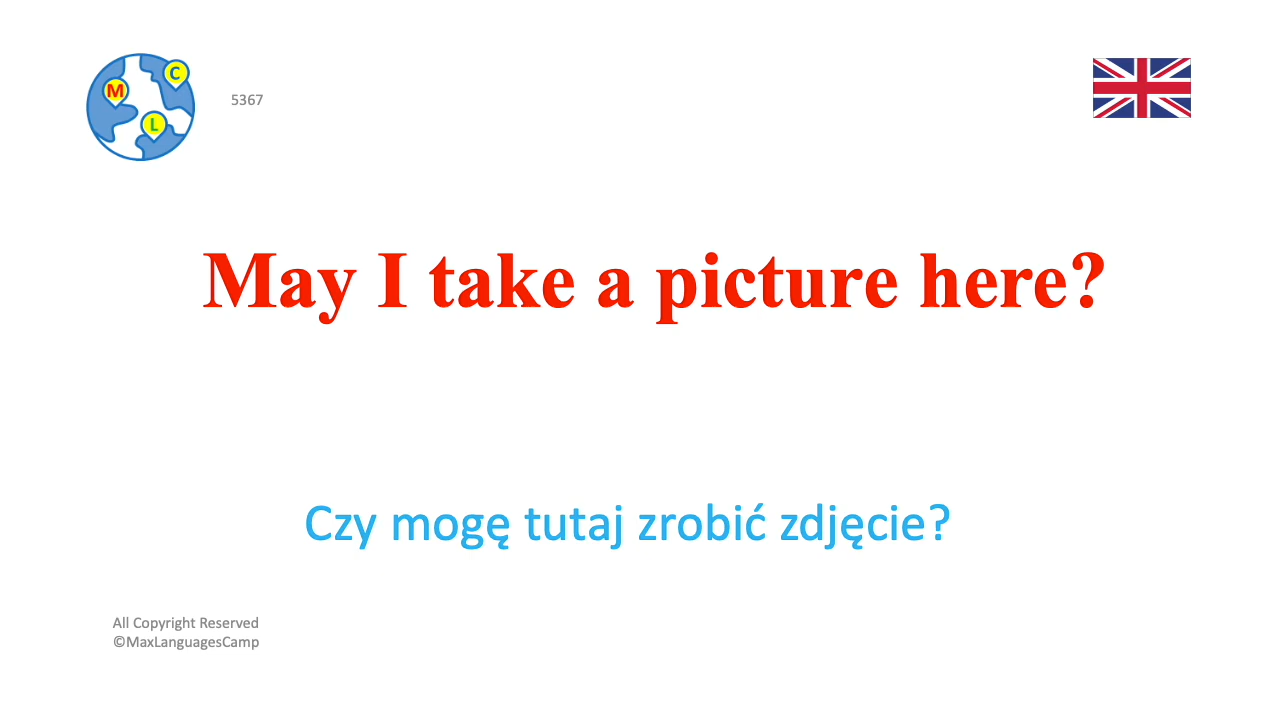 C
M
L
5367
May I take a picture here?
Czy mogę tutaj zrobić zdjęcie?
All Copyright Reserved
©MaxLanguagesCamp